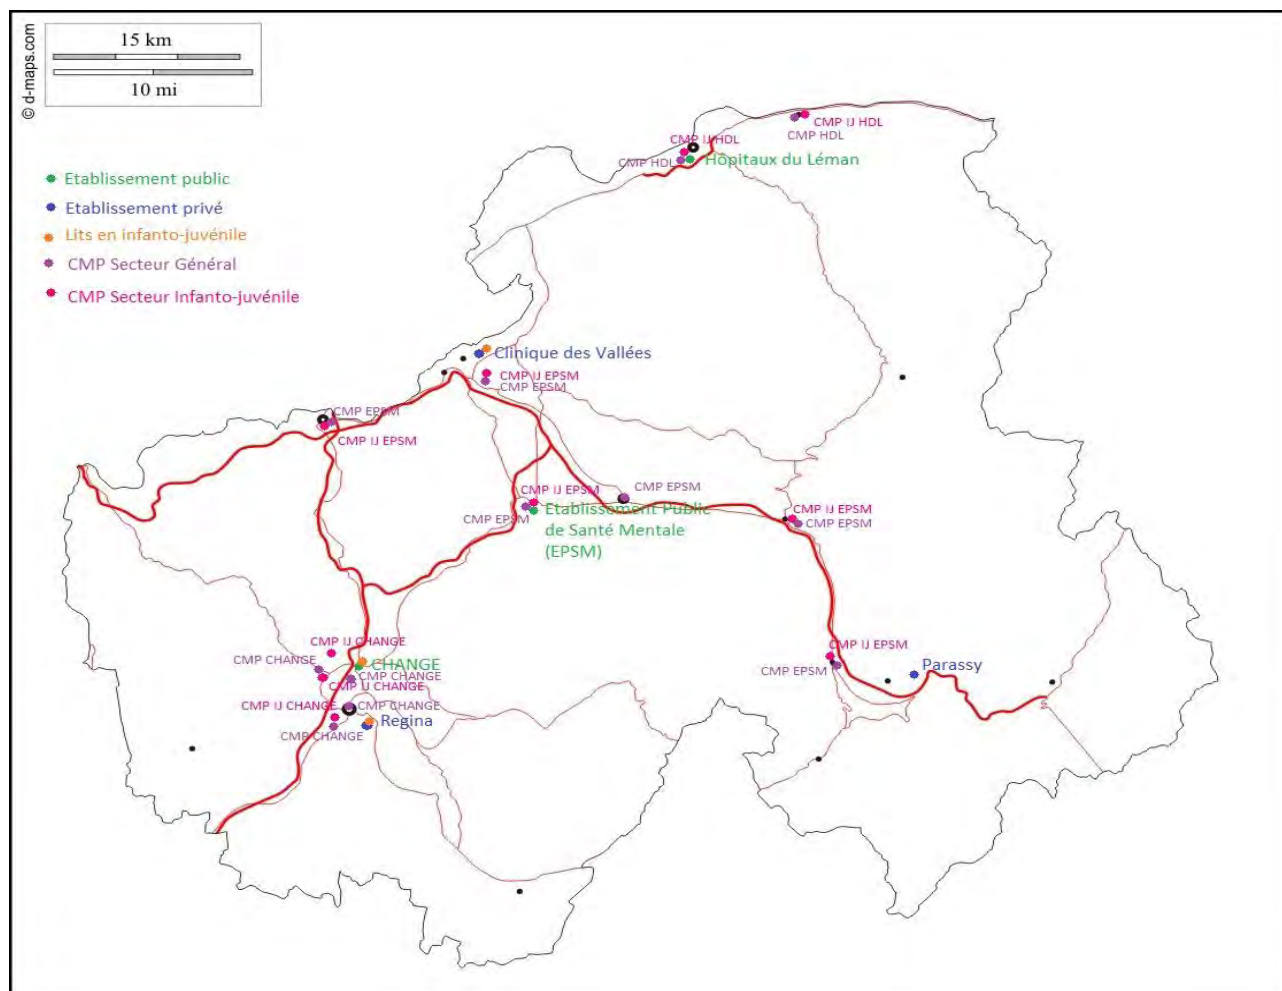 15 km
10 mi
© d-maps.com
Etablissement public
Etablissement privé
Lits en infanto-juvénile
CMP Secteur Général
CMP Secteur Infanto-juvénile
CMP IJ HDL
CMP HDL
CMP IJ HDL
CMP HDL
Hôpitaux du Léman
Clinique des Vallées
CMP IJ EPSM
CMP EPSM
CMP EPSM
CMP IJ EPSM
CMP EPSM
CMP IJ EPSM
CMP EPSM
Etablissement Public
de Santé Mentale
(EPSM)
CMP IJ EPSM
CMP EPSM
CMP IJ CHANGE
CMP CHANGE
CHANGE
CMP CHANGE
CMP IJ CHANGE
CMP IJ CHANGE
CMP CHANGE
CMP CHANGE
Regina
CMP IJ EPSM
CMP EPSM
Parassy